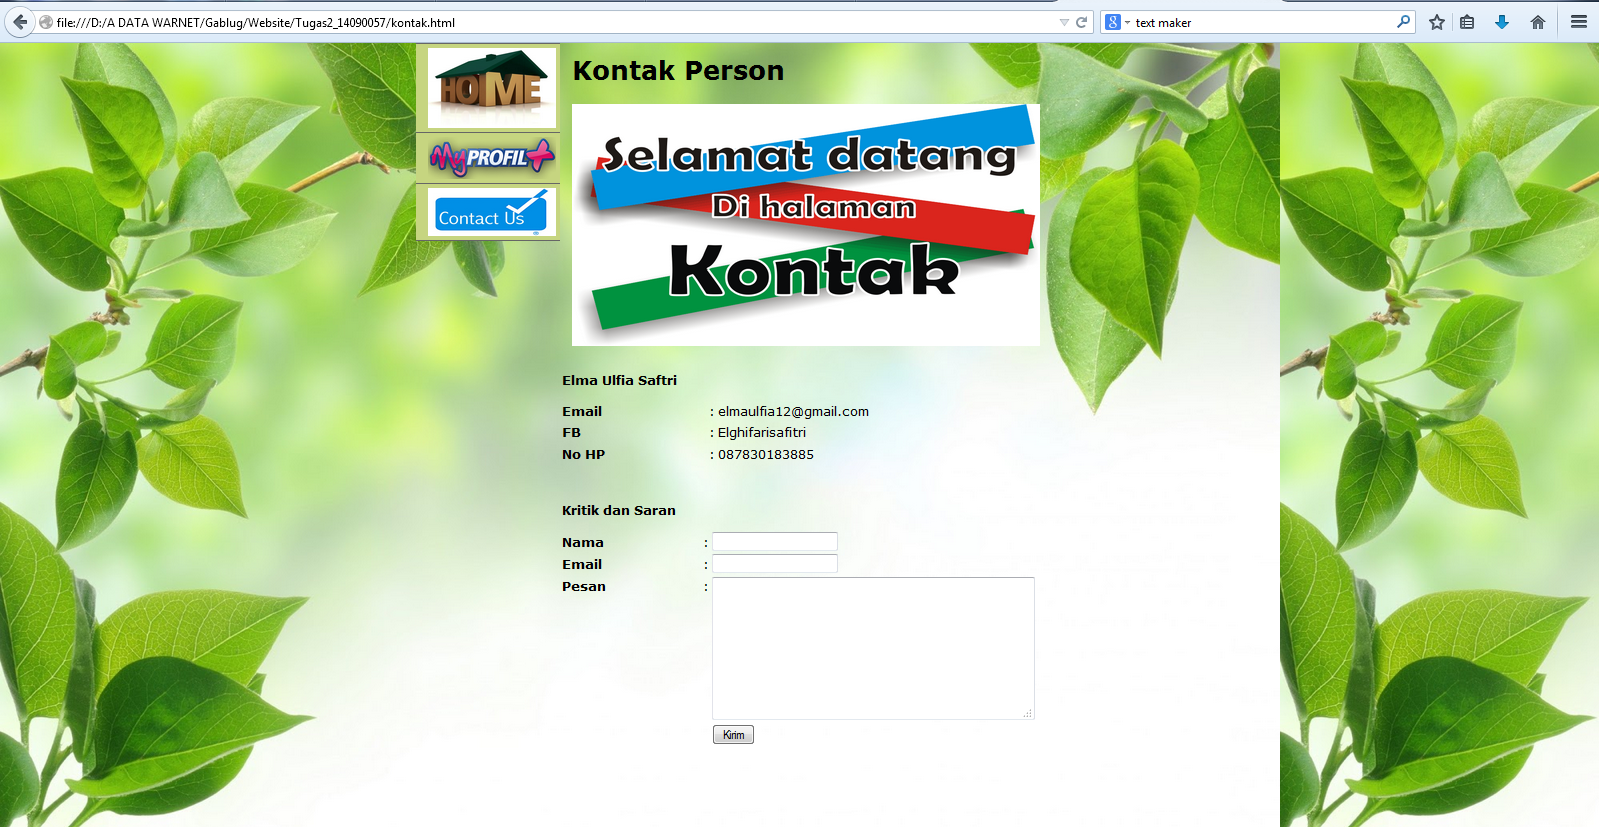 file:///D:/A DATA WARNET/Gablug/Website/Tugas2_14090057/kontak.html
text maker
HOME
My PROFIL
Contact Us
Kontak Person
Selamat datang
Di halaman
Kontak
Elma Ulfia Saftri
Email : elmaulfia12@gmail.com
FB : Elghifarisafitri
No HP : 087830183885
Kritik dan Saran
Nama :
Email :
Pesan :
Kirim